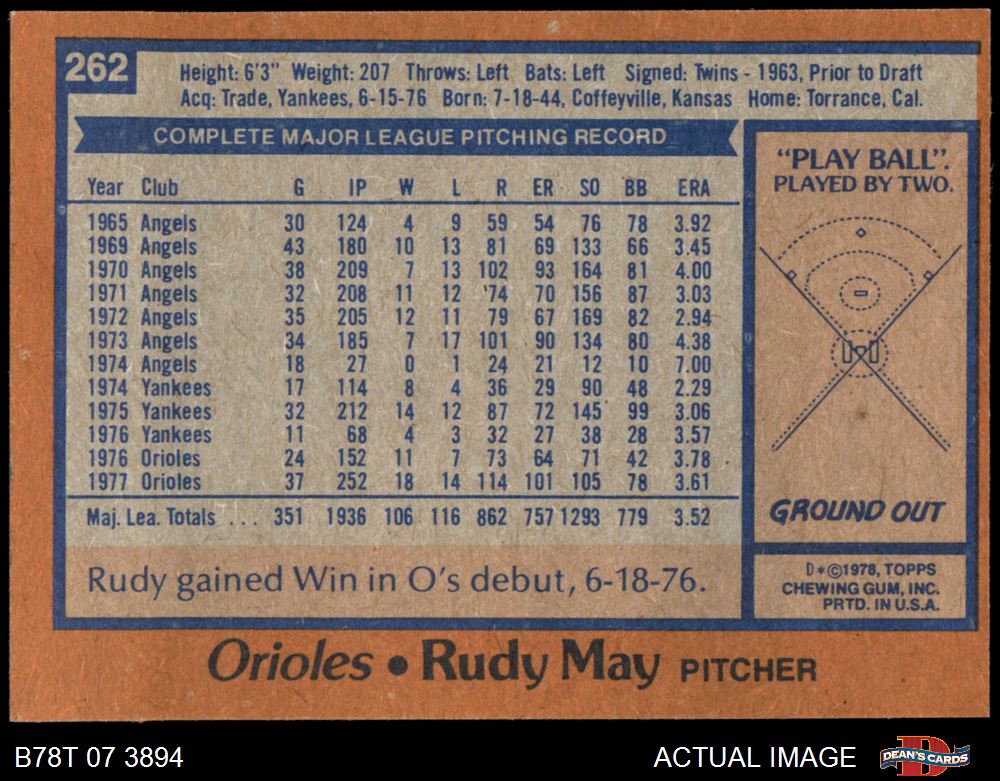 262
Height: 6'3" Weight: 207 Throws: Left Bats: Left Signed: Twins - 1963, Prior to Draft
Acq: Trade, Yankees, 6-15-76 Born: 7-18-44, Coffeyville, Kansas Home: Torrance, Cal.
COMPLETE MAJOR LEAGUE PITCHING RECORD
Year Club G IP W L R ER SO BB ERA
1965 Angels 30 124 4 9 59 54 76 78 3.92
1969 Angels 43 180 10 13 81 69 133 66 3.45
1970 Angels 38 209 7 13 102 93 164 81 4.00
1971 Angels 32 208 11 12 '74 70 156 87 3.03
1972 Angels 35 205 12 11 79 67 169 82 2.94
1973 Angels 34 185 7 17 101 90 134 80 4.38
1974 Angels 18 27 0 1 24 21 12 10 7.00
1974 Yankees 17 114 8 4 36 29 90 48 2.29
1975 Yankees 32 212 14 12 87 72 145 99 3.06
1976 Yankees 11 68 4 3 32 27 38 28 3.57
1976 Orioles 24 152 11 7 73 64 71 42 3.78
1977 Orioles 37 252 18 14 114 101 105 78 3.61
Maj. Lea. Totals ... 351 1936 106 116 862 757 1293 779 3.52
Rudy gained Win in O's debut, 6-18-76.
"PLAY BALL".
PLAYED BY TWO.
GROUND OUT
D*©1978, TOPPS
CHEWING GUM, INC.
PRTD. IN U.S.A.
Orioles • Rudy May PITCHER
B78T 07 3894
ACTUAL IMAGE
DEAN'S CARDS